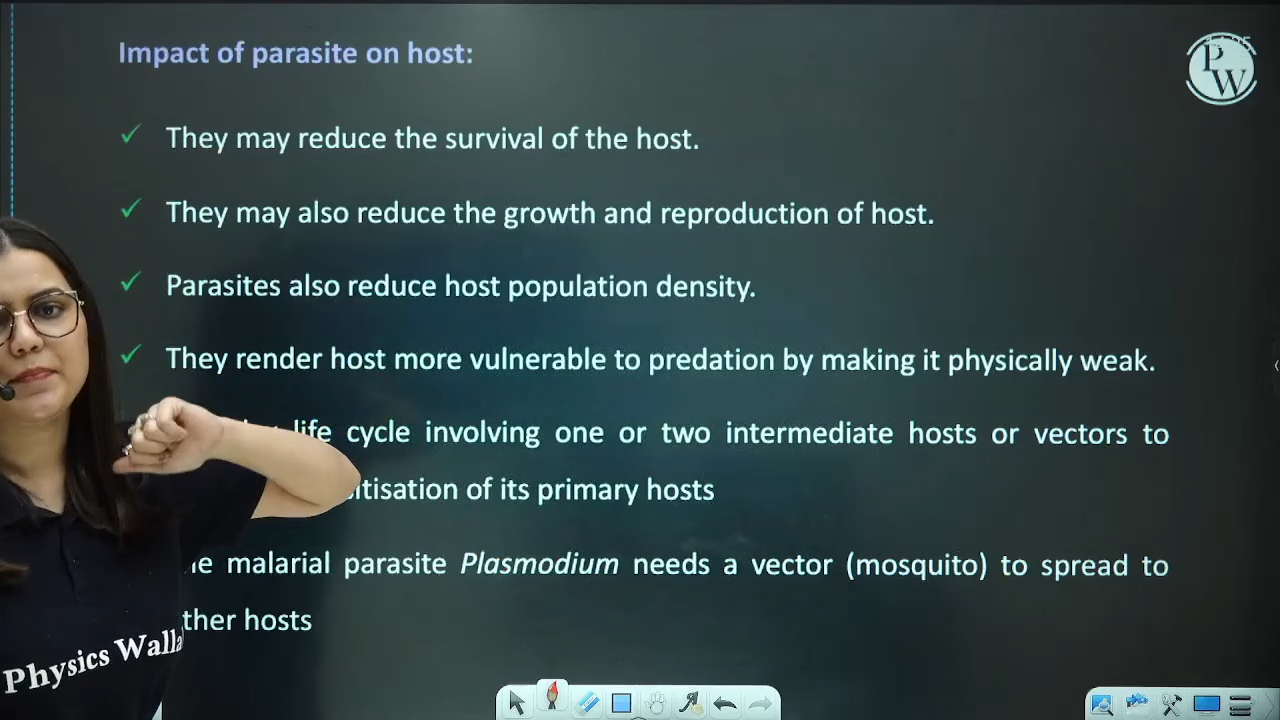 Impact of parasite on host:
P
W
✓ They may reduce the survival of the host.
✓ They may also reduce the growth and reproduction of host.
✓ Parasites also reduce host population density.
✓ They render host more vulnerable to predation by making it physically weak.
life cycle involving one or two intermediate hosts or vectors to
itisation of its primary hosts
malarial parasite Plasmodium needs a vector (mosquito) to spread to
ther hosts
Physics Walla